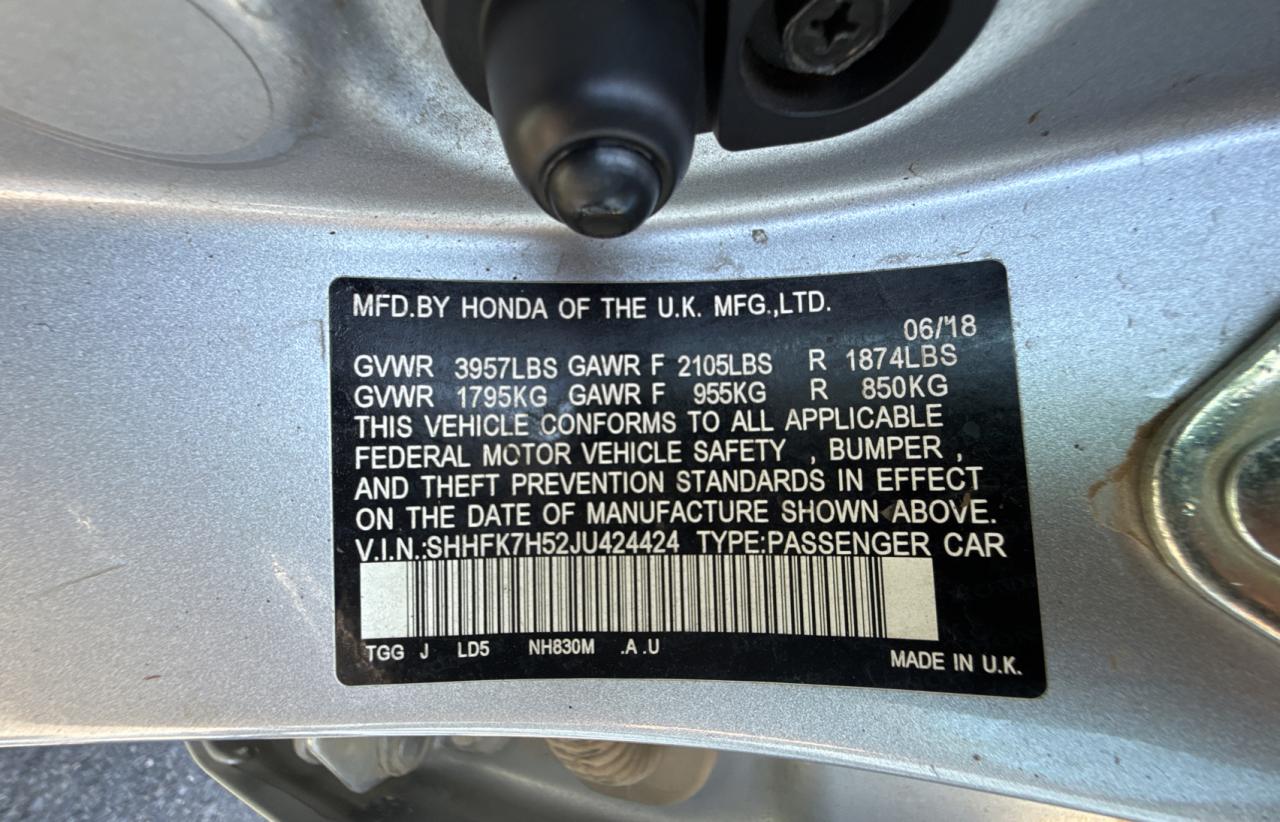 MFD.BY HONDA OF THE U.K. MFG.,LTD.
06/18
GVWR 3957LBS GAWR F 2105LBS R 1874LBS
GVWR 1795KG GAWR F 955KG R 850KG
THIS VEHICLE CONFORMS TO ALL APPLICABLE
FEDERAL MOTOR VEHICLE SAFETY , BUMPER ,
AND THEFT PREVENTION STANDARDS IN EFFECT
ON THE DATE OF MANUFACTURE SHOWN ABOVE.
V.I.N.:SHHFK7H52JU424424 TYPE:PASSENGER CAR
TGG J LD5 NH830M .A .U
MADE IN U.K.